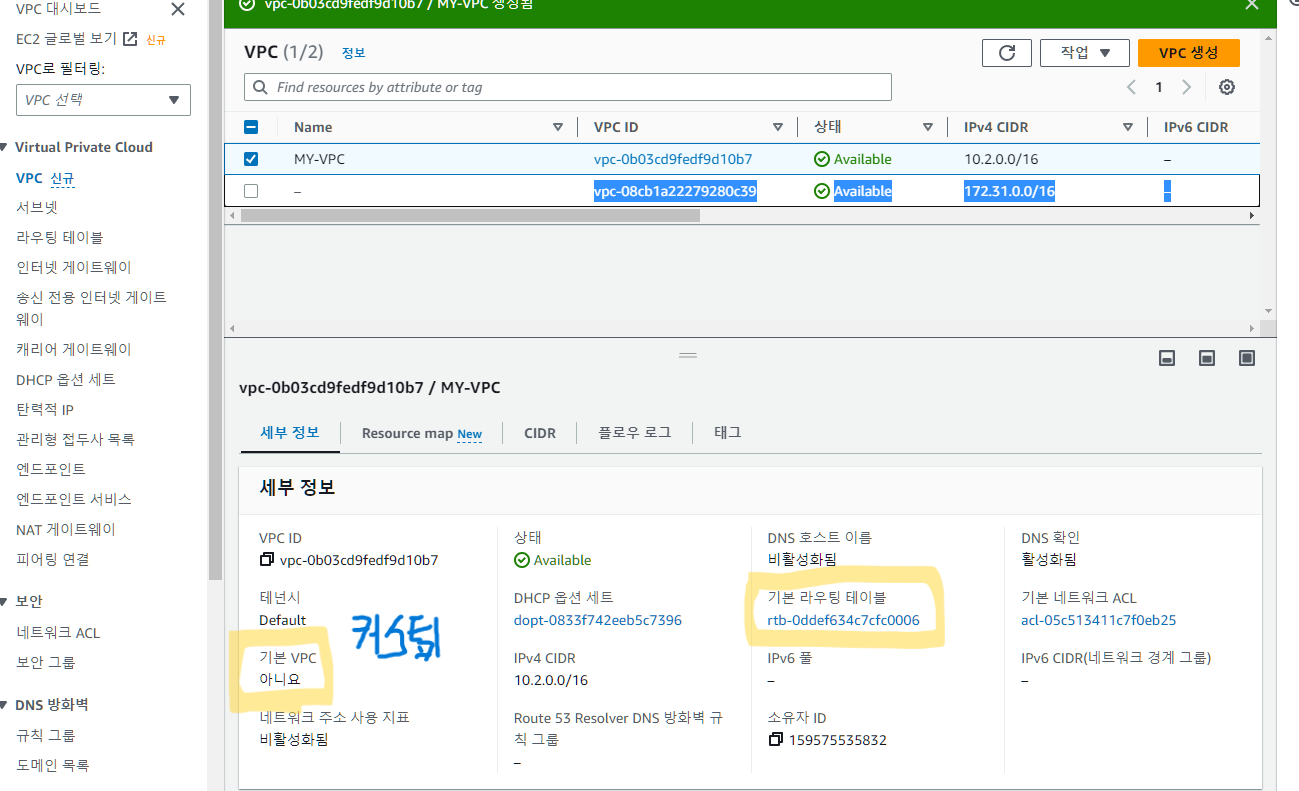 VPC 대시보드
EC2 글로벌 보기 신규
VPC로 필터링:
VPC 선택
Virtual Private Cloud
VPC 신규
서브넷
라우팅 테이블
인터넷 게이트웨이
송신 전용 인터넷 게이트
웨이
캐리어 게이트웨이
DHCP 옵션 세트
탄력적 IP
관리형 접두사 목록
엔드포인트
엔드포인트 서비스
NAT 게이트웨이
피어링 연결
보안
네트워크 ACL
보안 그룹
DNS 방화벽
규칙 그룹
도메인 목록
vpc-0b03cd9fedf9d10b7 / MY-VPC 생성됨
VPC (1/2) 정보
작업
VPC 생성
Find resources by attribute or tag
1
Name VPC ID 상태 IPv4 CIDR IPv6 CIDR
MY-VPC vpc-0b03cd9fedf9d10b7 Available 10.2.0.0/16 –
– vpc-08cb1a22279280c39 Available 172.31.0.0/16 –
vpc-0b03cd9fedf9d10b7 / MY-VPC
세부 정보 Resource map New CIDR 플로우 로그 태그
세부 정보
VPC ID
vpc-0b03cd9fedf9d10b7
상태
Available
DNS 호스트 이름
비활성화됨
DNS 확인
활성화됨
테넌시
Default
DHCP 옵션 세트
dopt-0833f742eeb5c7396
기본 라우팅 테이블
rtb-0ddef634c7cfc0006
기본 네트워크 ACL
acl-05c513411c7f0eb25
커스텀
기본 VPC
아니요
IPv4 CIDR
10.2.0.0/16
IPv6 풀
–
IPv6 CIDR(네트워크 경계 그룹)
–
네트워크 주소 사용 지표
비활성화됨
Route 53 Resolver DNS 방화벽 규
칙 그룹
–
소유자 ID
159575535832